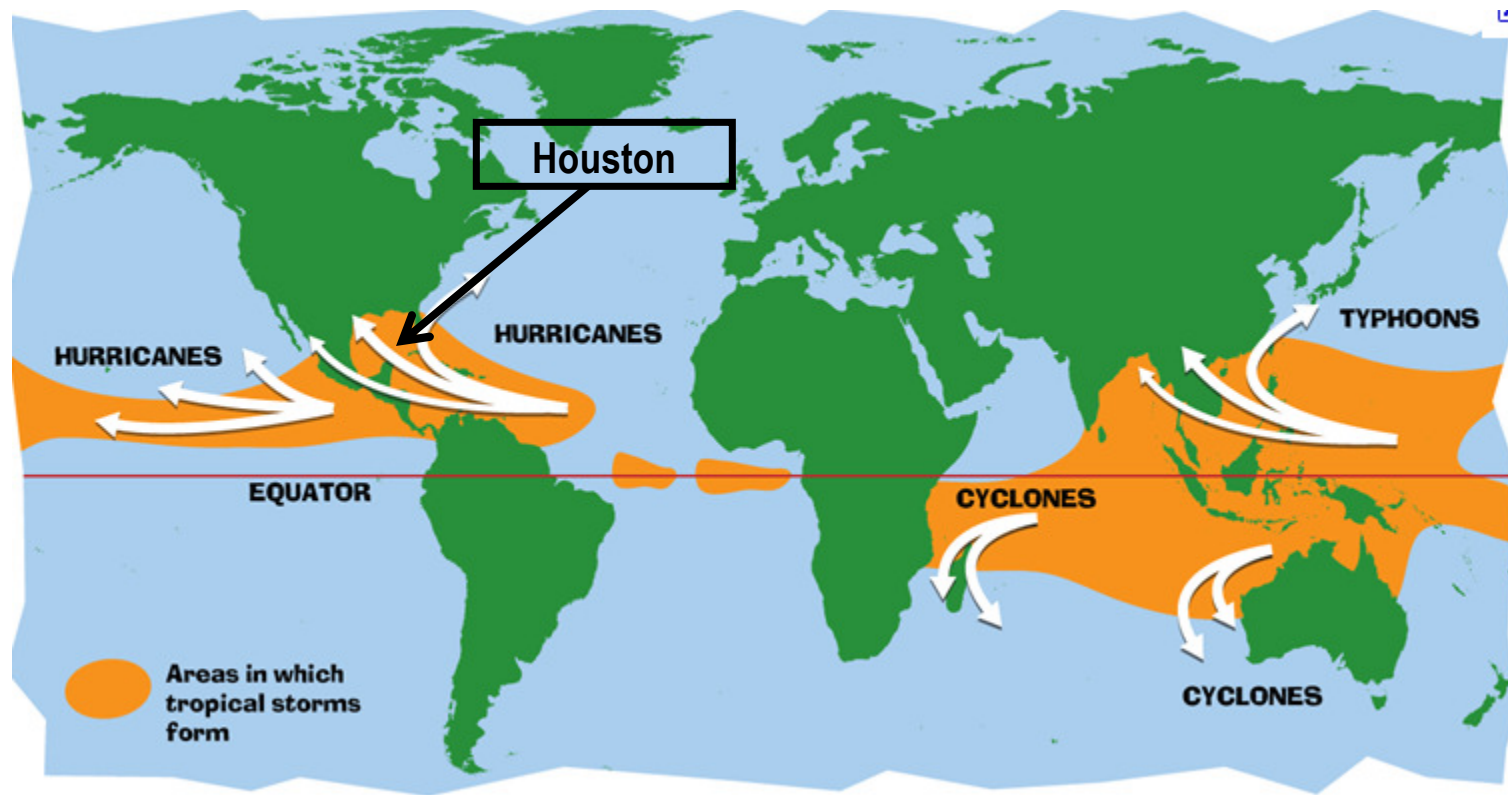 Houston
HURRICANES
TYPHOONS
HURRICANES
EQUATOR
CYCLONES
Areas in which
tropical storms
form
CYCLONES